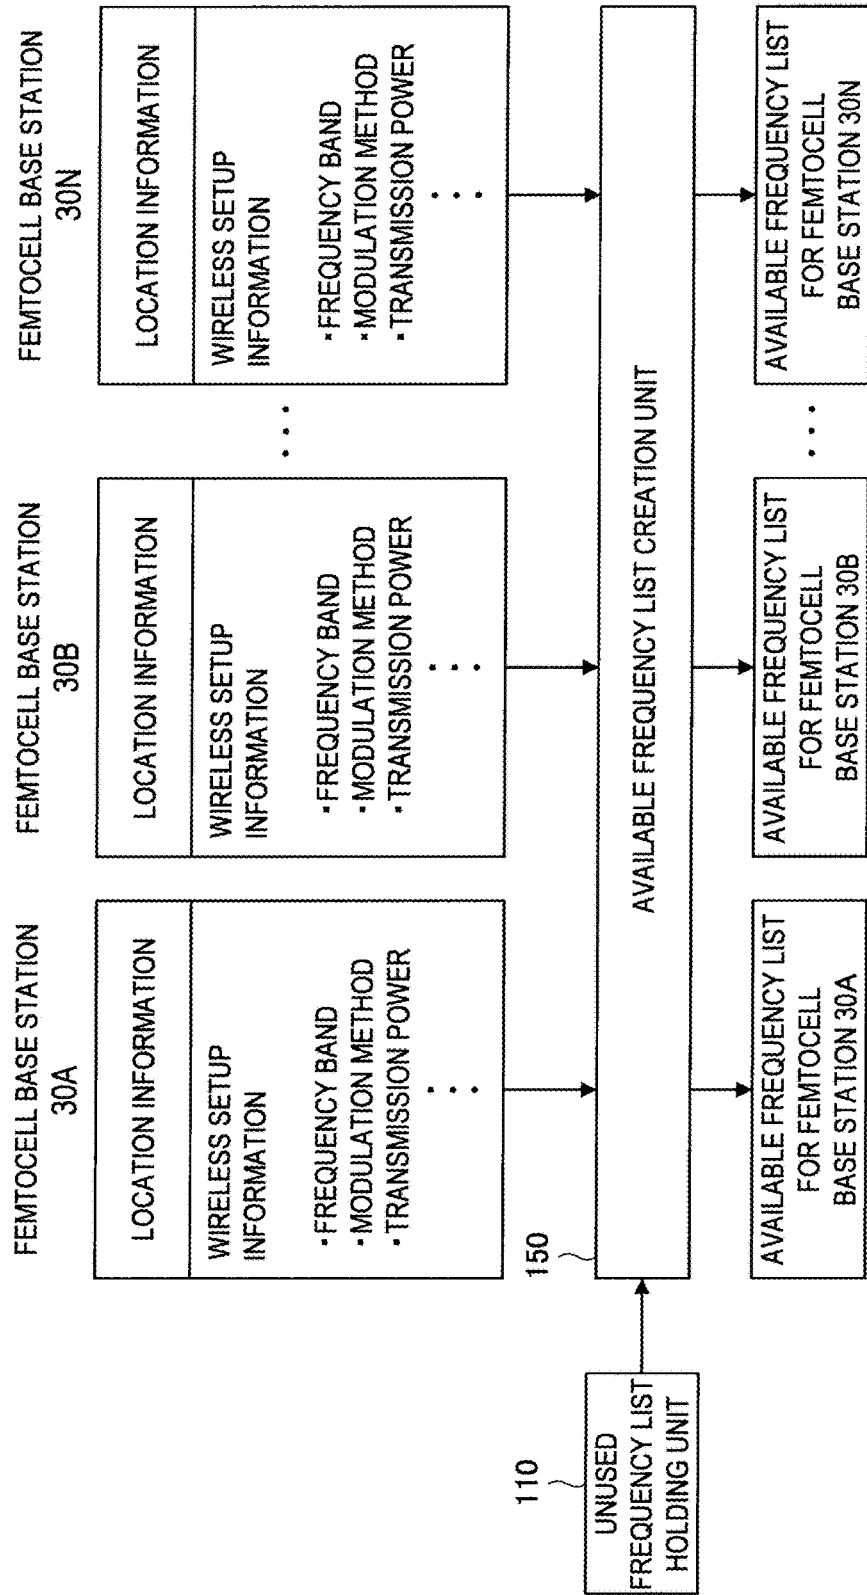 FEMTOCELL BASE STATION
30A
LOCATION INFORMATION
WIRELESS SETUP
INFORMATION
・FREQUENCY BAND
・MODULATION METHOD
・TRANSMISSION POWER
FEMTOCELL BASE STATION
30B
LOCATION INFORMATION
WIRELESS SETUP
INFORMATION
・FREQUENCY BAND
・MODULATION METHOD
・TRANSMISSION POWER
. . .
FEMTOCELL BASE STATION
30N
LOCATION INFORMATION
WIRELESS SETUP
INFORMATION
・FREQUENCY BAND
・MODULATION METHOD
・TRANSMISSION POWER
110
UNUSED
FREQUENCY LIST
HOLDING UNIT
150
AVAILABLE FREQUENCY LIST CREATION UNIT
AVAILABLE FREQUENCY LIST
FOR FEMTOCELL
BASE STATION 30A
AVAILABLE FREQUENCY LIST
FOR FEMTOCELL
BASE STATION 30B
. . .
AVAILABLE FREQUENCY LIST
FOR FEMTOCELL
BASE STATION 30N